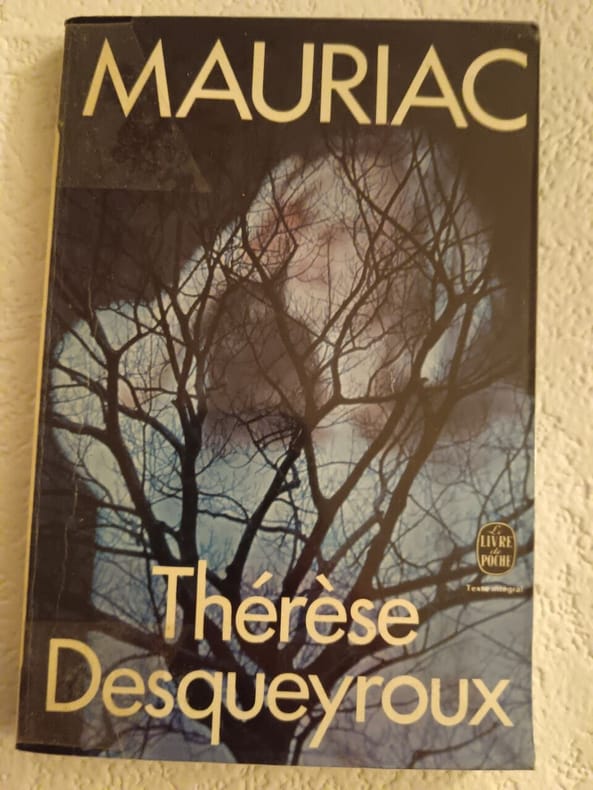 MAURIAC
Le
LIVRE
de
POCHE
Texte intégral
Thérèse
Desqueyroux